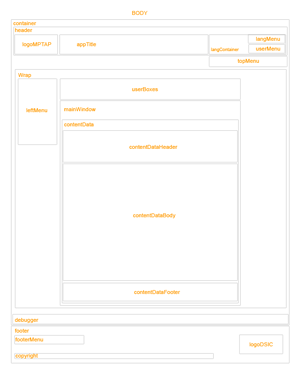 BODY
container
header
logoMPTAP
appTitle
langMenu
langContainer
userMenu
topMenu
Wrap
leftMenu
userBoxes
mainWindow
contentData
contentDataHeader
contentDataBody
contentDataFooter
debugger
footer
footerMenu
logoDSIC
copyright